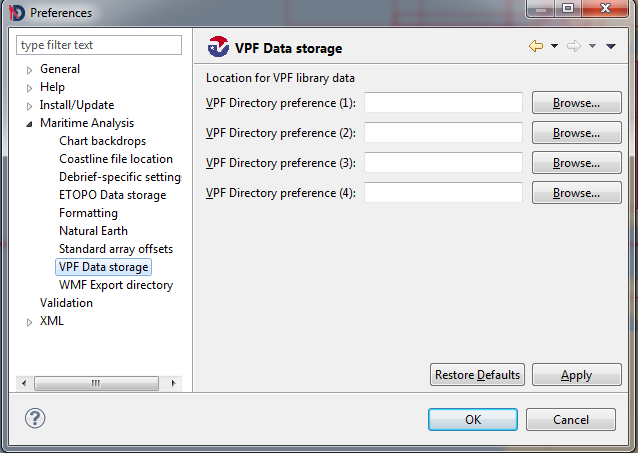 Preferences
type filter text
General
Help
Install/Update
Maritime Analysis
Chart backdrops
Coastline file location
Debrief-specific setting
ETOPO Data storage
Formatting
Natural Earth
Standard array offsets
VPF Data storage
WMF Export directory
Validation
XML
VPF Data storage
Location for VPF library data
VPF Directory preference (1): Browse...
VPF Directory preference (2): Browse...
VPF Directory preference (3): Browse...
VPF Directory preference (4): Browse...
Restore Defaults Apply
? OK Cancel